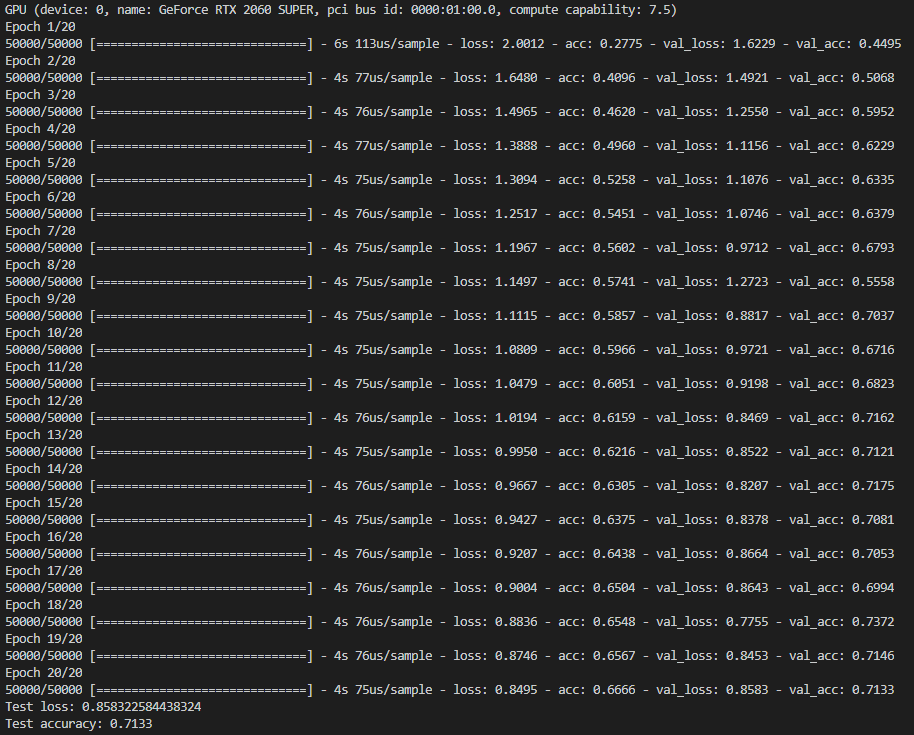 GPU (device: 0, name: GeForce RTX 2060 SUPER, pci bus id: 0000:01:00.0, compute capability: 7.5)
Epoch 1/20
50000/50000 [==============================] - 6s 113us/sample - loss: 2.0012 - acc: 0.2775 - val_loss: 1.6229 - val_acc: 0.4495
Epoch 2/20
50000/50000 [==============================] - 4s 77us/sample - loss: 1.6480 - acc: 0.4096 - val_loss: 1.4921 - val_acc: 0.5068
Epoch 3/20
50000/50000 [==============================] - 4s 76us/sample - loss: 1.4965 - acc: 0.4620 - val_loss: 1.2550 - val_acc: 0.5952
Epoch 4/20
50000/50000 [==============================] - 4s 77us/sample - loss: 1.3888 - acc: 0.4960 - val_loss: 1.1156 - val_acc: 0.6229
Epoch 5/20
50000/50000 [==============================] - 4s 75us/sample - loss: 1.3094 - acc: 0.5258 - val_loss: 1.1076 - val_acc: 0.6335
Epoch 6/20
50000/50000 [==============================] - 4s 76us/sample - loss: 1.2517 - acc: 0.5451 - val_loss: 1.0746 - val_acc: 0.6379
Epoch 7/20
50000/50000 [==============================] - 4s 75us/sample - loss: 1.1967 - acc: 0.5602 - val_loss: 0.9712 - val_acc: 0.6793
Epoch 8/20
50000/50000 [==============================] - 4s 75us/sample - loss: 1.1497 - acc: 0.5741 - val_loss: 1.2723 - val_acc: 0.5558
Epoch 9/20
50000/50000 [==============================] - 4s 75us/sample - loss: 1.1115 - acc: 0.5857 - val_loss: 0.8817 - val_acc: 0.7037
Epoch 10/20
50000/50000 [==============================] - 4s 75us/sample - loss: 1.0809 - acc: 0.5966 - val_loss: 0.9721 - val_acc: 0.6716
Epoch 11/20
50000/50000 [==============================] - 4s 75us/sample - loss: 1.0479 - acc: 0.6051 - val_loss: 0.9198 - val_acc: 0.6823
Epoch 12/20
50000/50000 [==============================] - 4s 76us/sample - loss: 1.0194 - acc: 0.6159 - val_loss: 0.8469 - val_acc: 0.7162
Epoch 13/20
50000/50000 [==============================] - 4s 75us/sample - loss: 0.9950 - acc: 0.6216 - val_loss: 0.8522 - val_acc: 0.7121
Epoch 14/20
50000/50000 [==============================] - 4s 76us/sample - loss: 0.9667 - acc: 0.6305 - val_loss: 0.8207 - val_acc: 0.7175
Epoch 15/20
50000/50000 [==============================] - 4s 75us/sample - loss: 0.9427 - acc: 0.6375 - val_loss: 0.8378 - val_acc: 0.7081
Epoch 16/20
50000/50000 [==============================] - 4s 76us/sample - loss: 0.9207 - acc: 0.6438 - val_loss: 0.8664 - val_acc: 0.7053
Epoch 17/20
50000/50000 [==============================] - 4s 76us/sample - loss: 0.9004 - acc: 0.6504 - val_loss: 0.8643 - val_acc: 0.6994
Epoch 18/20
50000/50000 [==============================] - 4s 76us/sample - loss: 0.8836 - acc: 0.6548 - val_loss: 0.7755 - val_acc: 0.7372
Epoch 19/20
50000/50000 [==============================] - 4s 76us/sample - loss: 0.8746 - acc: 0.6567 - val_loss: 0.8453 - val_acc: 0.7146
Epoch 20/20
50000/50000 [==============================] - 4s 75us/sample - loss: 0.8495 - acc: 0.6666 - val_loss: 0.8583 - val_acc: 0.7133
Test loss: 0.858322584438324
Test accuracy: 0.7133